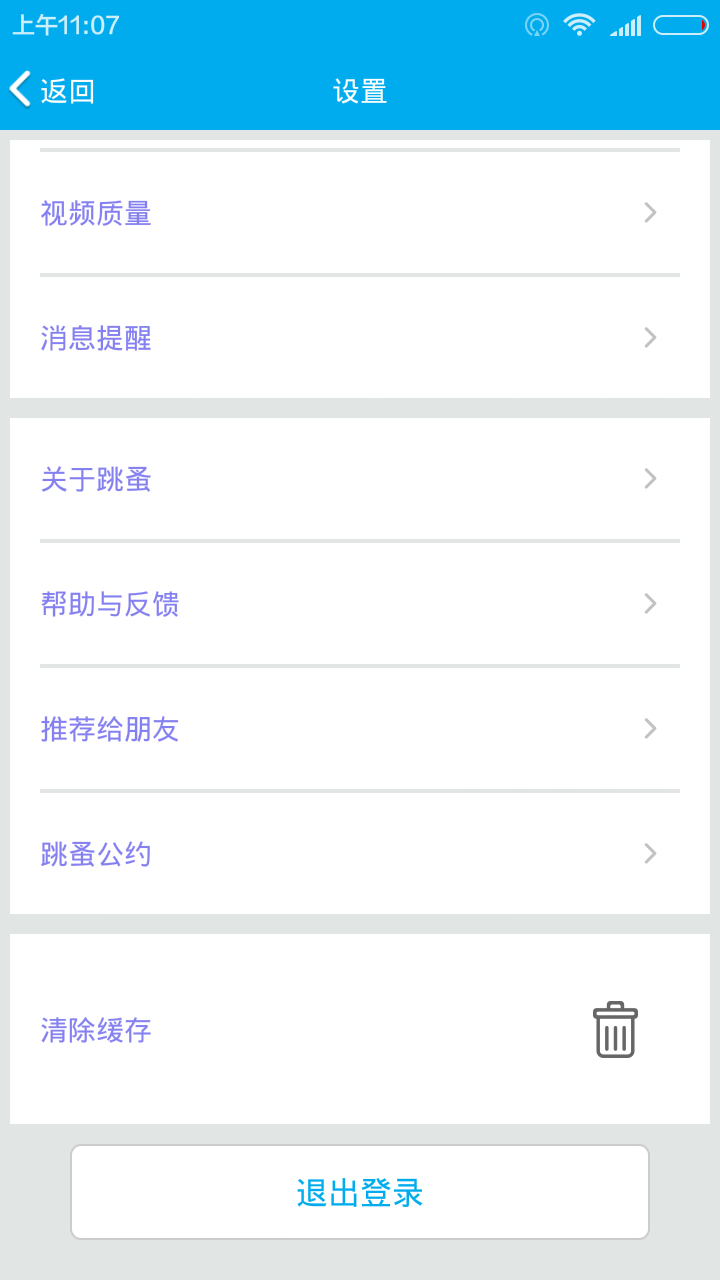 上午11:07
返回
设置
视频质量
消息提醒
关于跳蚤
帮助与反馈
推荐给朋友
跳蚤公约
清除缓存
退出登录